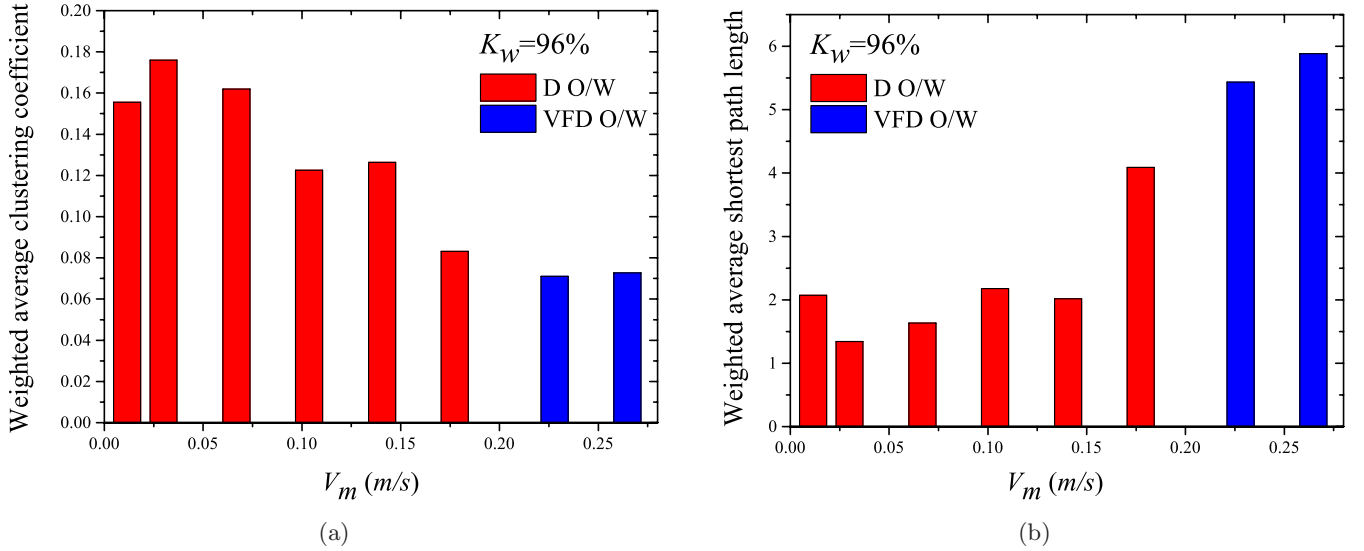 Weighted average clustering coefficient
0.20
0.18
0.16
0.14
0.12
0.10
0.08
0.06
0.04
0.02
0.00
K_w=96%
D O/W
VFD O/W
0.00 0.05 0.10 0.15 0.20 0.25
V_m (m/s)
(a)
Weighted average shortest path length
6
5
4
3
2
1
0
K_w=96%
D O/W
VFD O/W
0.00 0.05 0.10 0.15 0.20 0.25
V_m (m/s)
(b)